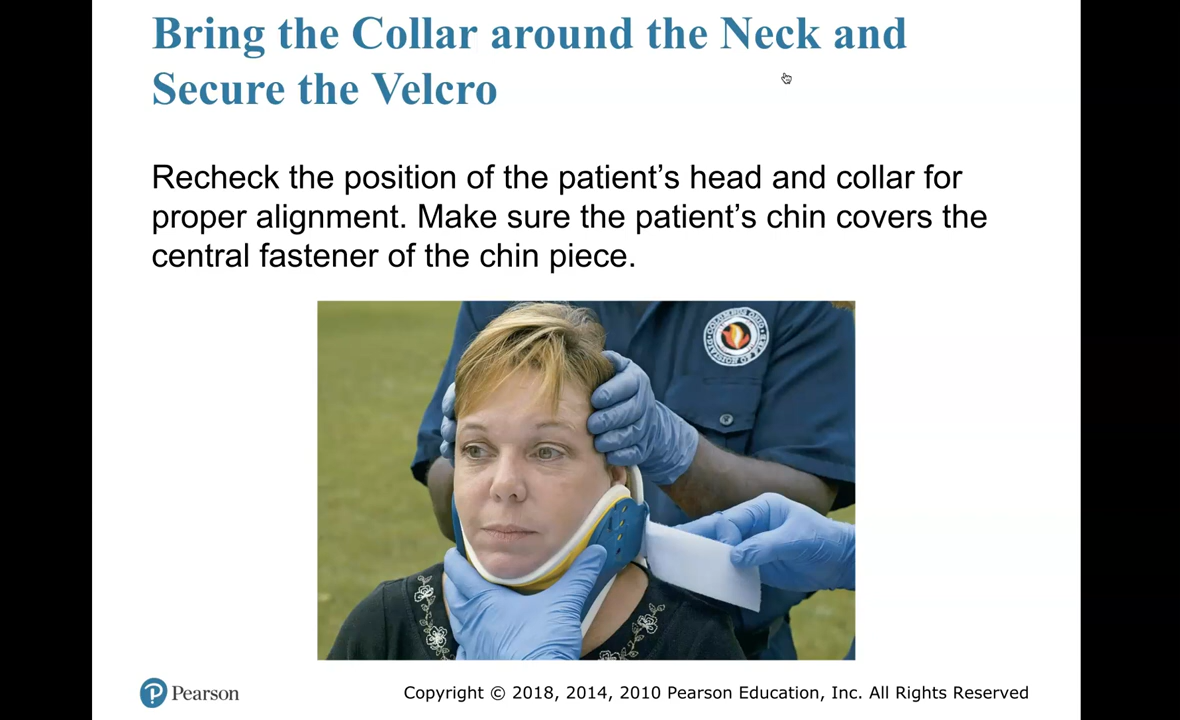 Bring the Collar around the Neck and
Secure the Velcro
Recheck the position of the patient’s head and collar for
proper alignment. Make sure the patient’s chin covers the
central fastener of the chin piece.
Pearson
Copyright © 2018, 2014, 2010 Pearson Education, Inc. All Rights Reserved